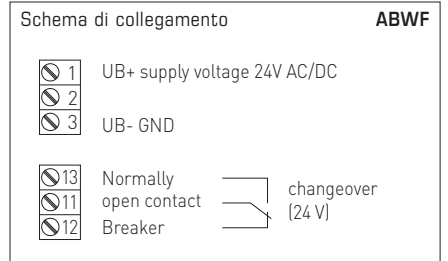 Schema di collegamento ABWF
1 UB+ supply voltage 24V AC/DC
2
3 UB- GND
13 Normally
11 open contact
12 Breaker
changeover
(24 V)